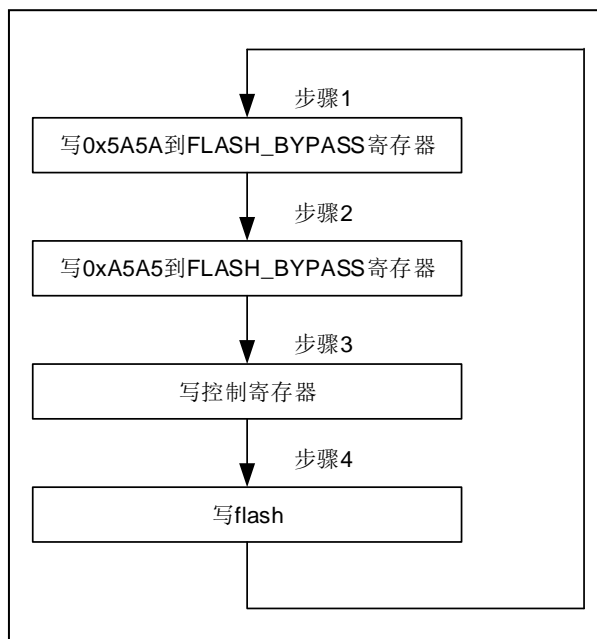 步骤1
写0x5A5A到FLASH_BYPASS寄存器
步骤2
写0xA5A5到FLASH_BYPASS寄存器
步骤3
写控制寄存器
步骤4
写flash